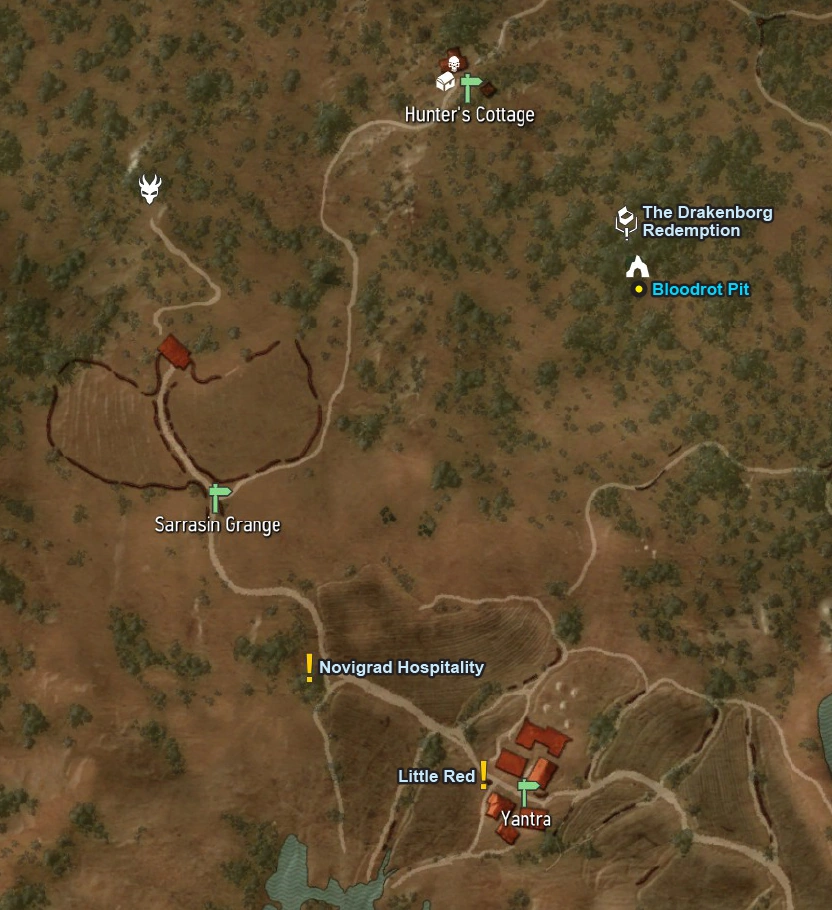 Hunter's Cottage
The Drakenborg
Redemption
Bloodrot Pit
Sarrasin Grange
Novigrad Hospitality
Little Red
Yantra